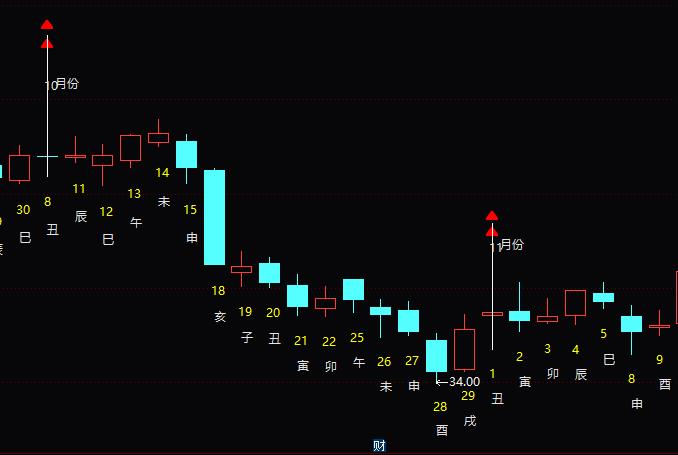 10月份
14
未
11
辰
13
午
30
巳
8
丑
12
巳
15
申
18
亥
19
子
20
丑
21
寅
22
卯
25
午
26
未
27
申
28
酉
←34.00
29
戌
11月份
1
丑
2
寅
3
卯
4
辰
5
巳
8
申
9
酉
财